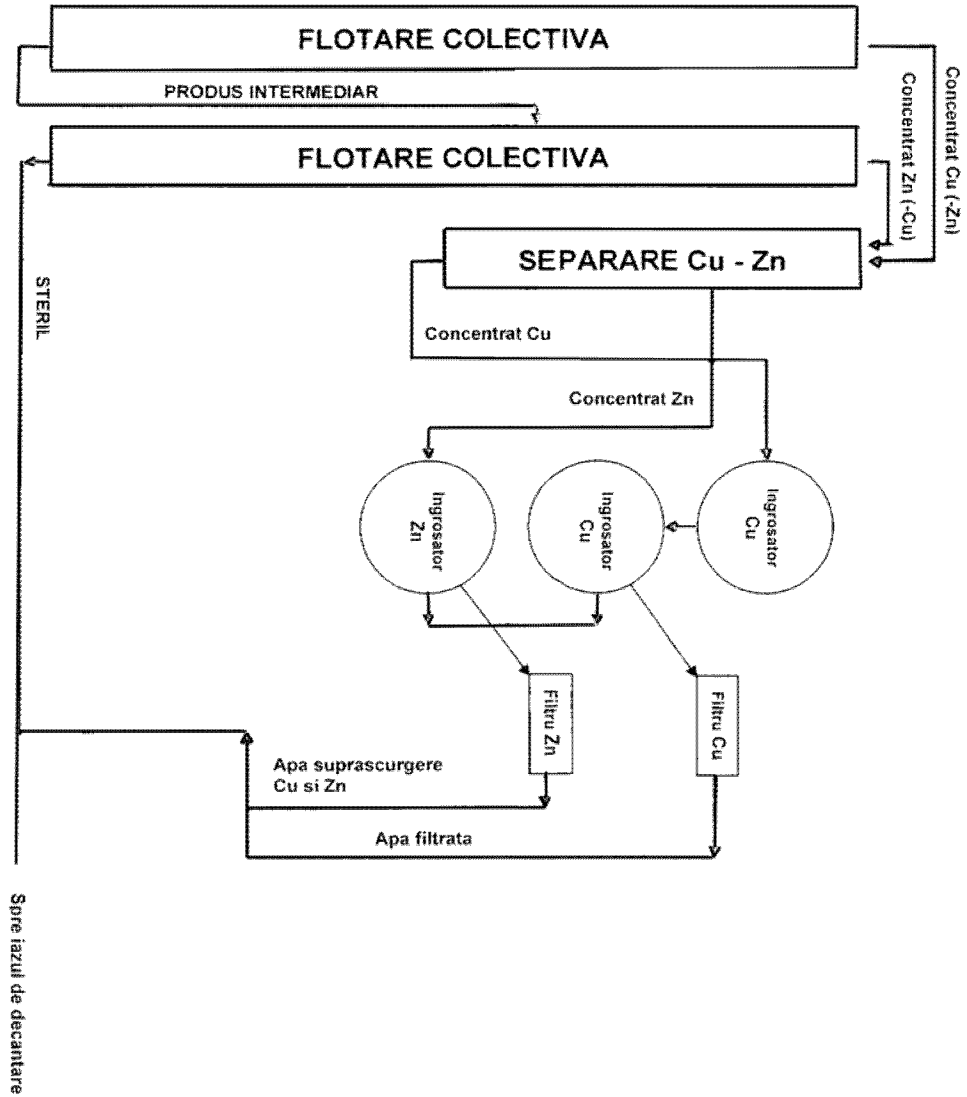 FLOTARE COLECTIVA
PRODUS INTERMEDIAR
FLOTARE COLECTIVA
Concentrat Cu (-Zn)
Concentrat Zn (-Cu)
SEPARARE Cu - Zn
STERIL
Concentrat Cu
Concentrat Zn
Ingrosator
Zn
Ingrosator
Cu
Ingrosator
Cu
Filtru Zn
Filtru Cu
Apa suprascurgere
Cu si Zn
Apa filtrata
Spre iazul de decantare